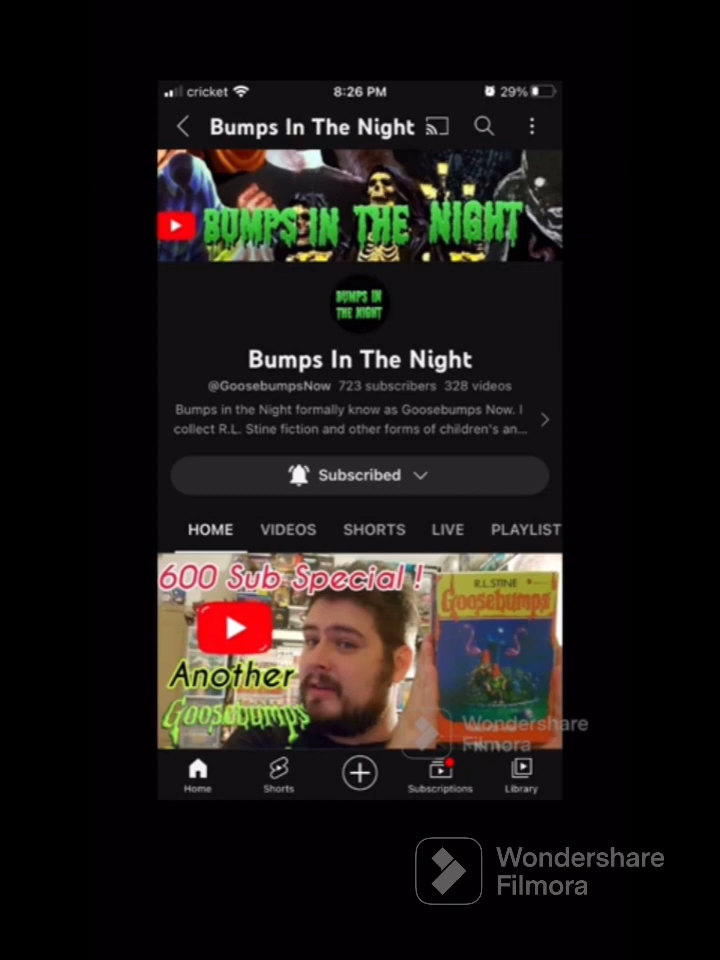 cricket 8:26 PM 29%
Bumps In The Night
BUMPS IN THE NIGHT
BUMPS IN
THE NIGHT
Bumps In The Night
@GoosebumpsNow 723 subscribers 328 videos
Bumps in the Night formally know as Goosebumps Now. I
collect R.L. Stine fiction and other forms of children's an...
Subscribed
HOME VIDEOS SHORTS LIVE PLAYLIST
600 Sub Special !
R.L. STINE
Goosebumps
Another
Goosebumps
Wondershare
Filmora
Home Shorts Subscriptions Library
Wondershare
Filmora